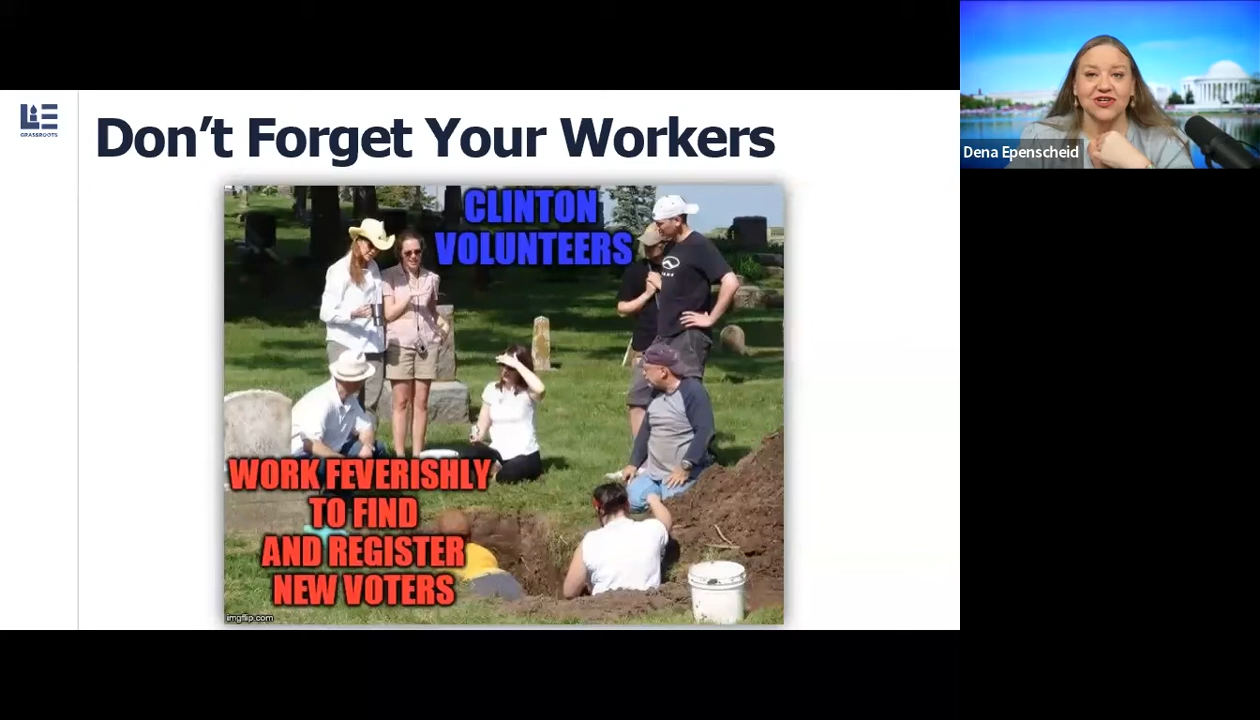 LE
GRASSROOTS
Don't Forget Your Workers
CLINTON
VOLUNTEERS
WORK FEVERISHLY
TO FIND
AND REGISTER
NEW VOTERS
imgflip.com
Dena Epenscheid